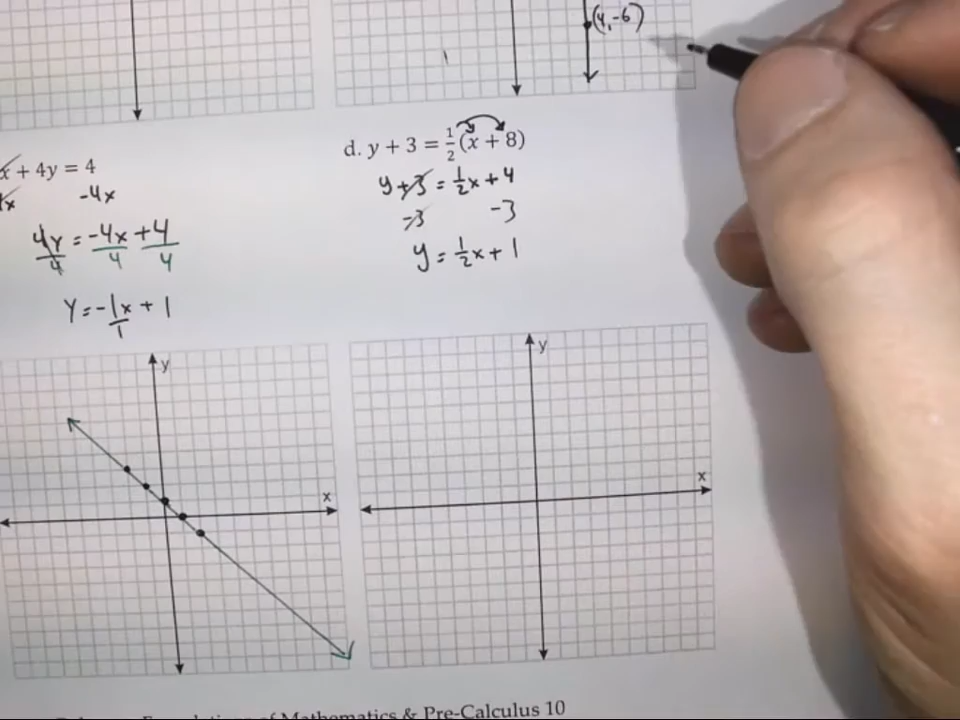 (4,-6)
x + 4y = 4
x -4x
4y = -4x + 4
4 4 4
y = -1x + 1
1
d. y + 3 = 1/2(x + 8)
y + 3 = 1/2x + 4
-3 -3
y = 1/2x + 1
y
x
y
x
Foundations of Mathematics & Pre-Calculus 10